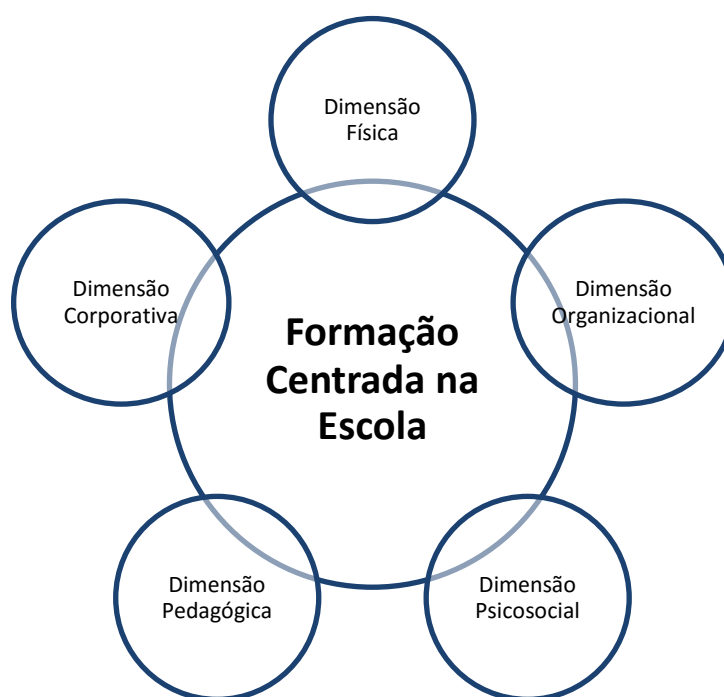 Dimensão
Física
Dimensão
Corporativa
Dimensão
Organizacional
Formação
Centrada na
Escola
Dimensão
Pedagógica
Dimensão
Psicosocial